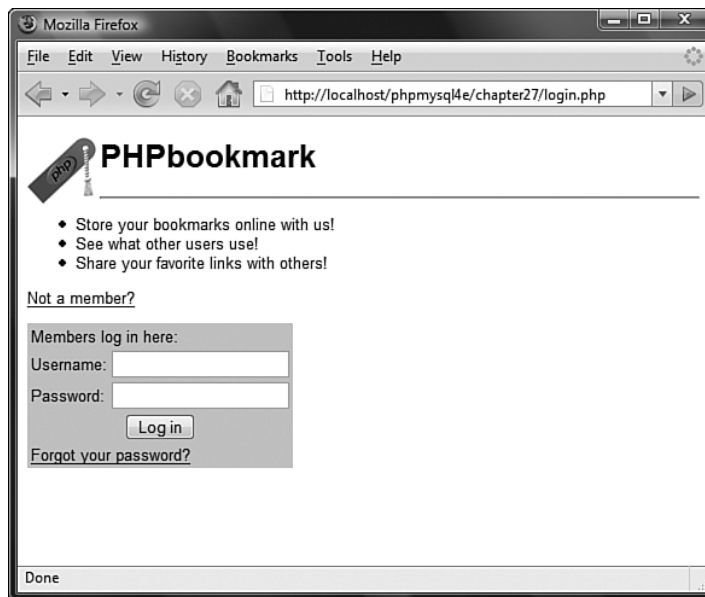 Mozilla Firefox
File Edit View History Bookmarks Tools Help
http://localhost/phpmysql4e/chapter27/login.php
php
PHPbookmark
Store your bookmarks online with us!
See what other users use!
Share your favorite links with others!
Not a member?
Members log in here:
Username:
Password:
Log in
Forgot your password?
Done